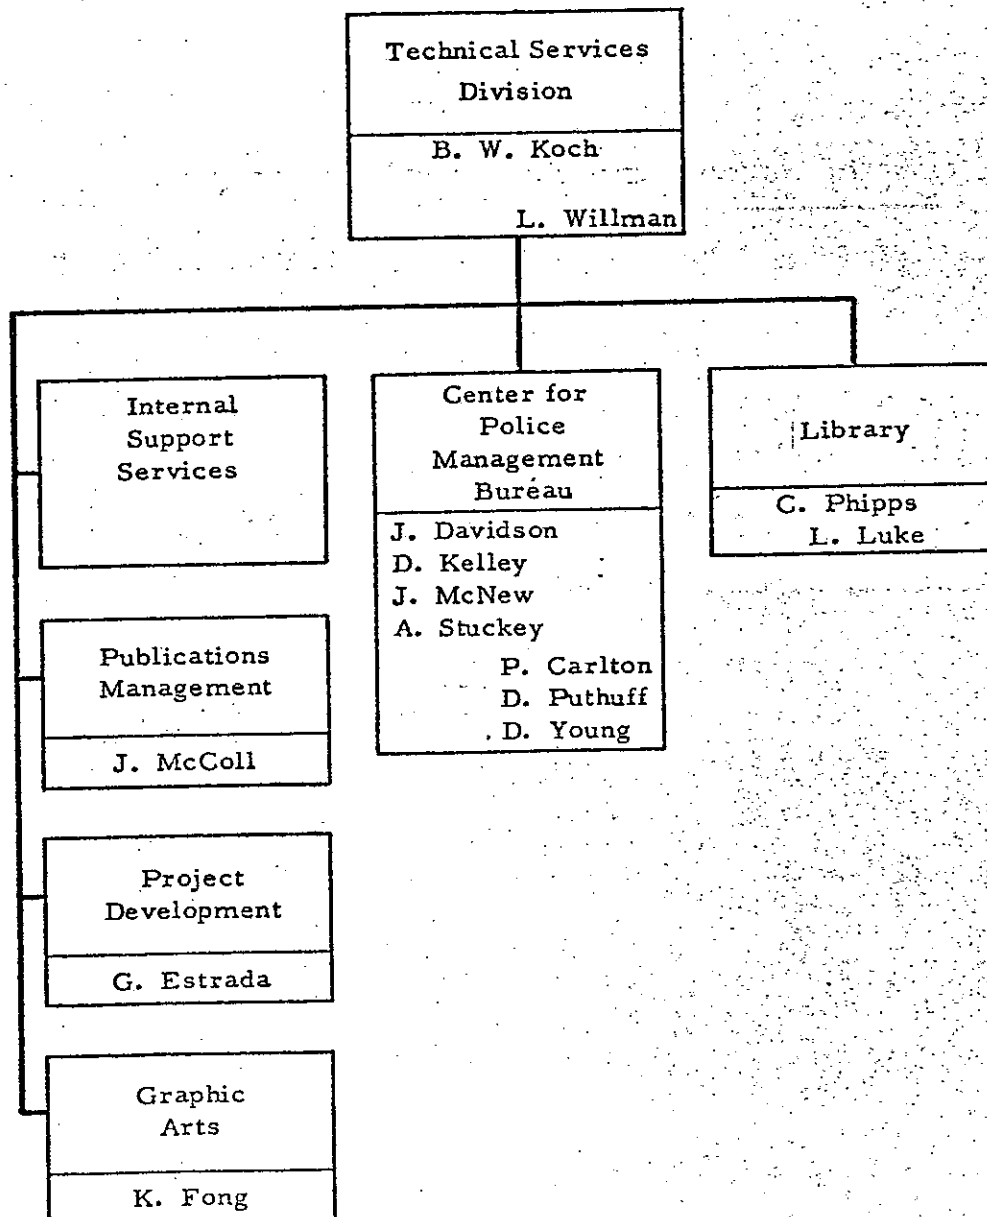 Technical Services
Division
B. W. Koch
L. Willman
Internal
Support
Services
Publications
Management
J. McColl
Project
Development
G. Estrada
Graphic
Arts
K. Fong
Center for
Police
Management
Bureau
J. Davidson
D. Kelley
J. McNew
A. Stuckey
P. Carlton
D. Puthuff
D. Young
Library
C. Phipps
L. Luke